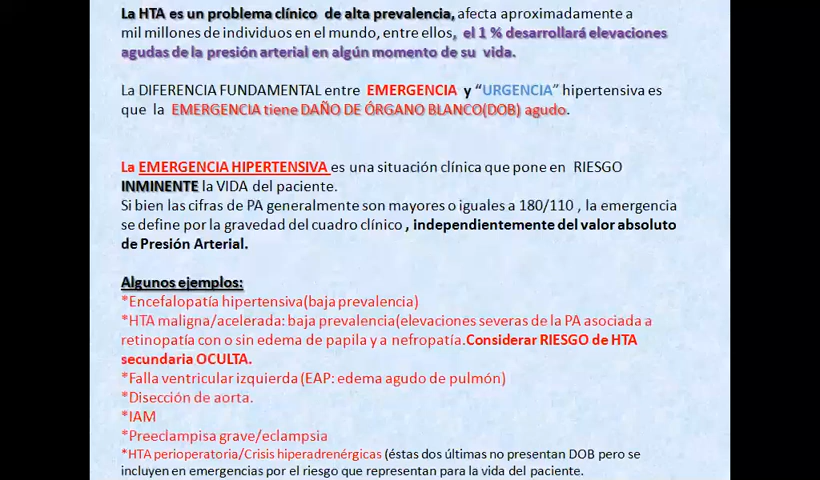 La HTA es un problema clínico de alta prevalencia, afecta aproximadamente a
mil millones de individuos en el mundo, entre ellos, el 1 % desarrollará elevaciones
agudas de la presión arterial en algún momento de su vida.
La DIFERENCIA FUNDAMENTAL entre EMERGENCIA y “URGENCIA” hipertensiva es
que la EMERGENCIA tiene DAÑO DE ÓRGANO BLANCO(DOB) agudo.
La EMERGENCIA HIPERTENSIVA es una situación clínica que pone en RIESGO
INMINENTE la VIDA del paciente.
Si bien las cifras de PA generalmente son mayores o iguales a 180/110 , la emergencia
se define por la gravedad del cuadro clínico , independientemente del valor absoluto
de Presión Arterial.
Algunos ejemplos:
*Encefalopatía hipertensiva(baja prevalencia)
*HTA maligna/acelerada: baja prevalencia(elevaciones severas de la PA asociada a
retinopatía con o sin edema de papila y a nefropatía.Considerar RIESGO de HTA
secundaria OCULTA.
*Falla ventricular izquierda (EAP: edema agudo de pulmón)
*Disección de aorta.
*IAM
*Preeclampisa grave/eclampsia
*HTA perioperatoria/Crisis hiperadrenérgicas (éstas dos últimas no presentan DOB pero se
incluyen en emergencias por el riesgo que representan para la vida del paciente.